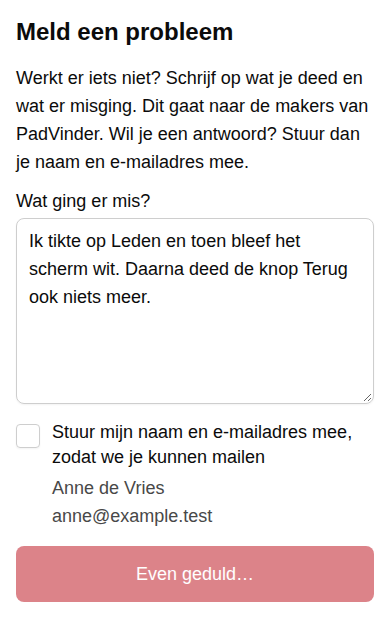 Meld een probleem
Werkt er iets niet? Schrijf op wat je deed en
wat er misging. Dit gaat naar de makers van
PadVinder. Wil je een antwoord? Stuur dan
je naam en e-mailadres mee.
Wat ging er mis?
Ik tikte op Leden en toen bleef het
scherm wit. Daarna deed de knop Terug
ook niets meer.
Stuur mijn naam en e-mailadres mee,
zodat we je kunnen mailen
Anne de Vries
anne@example.test
Even geduld…